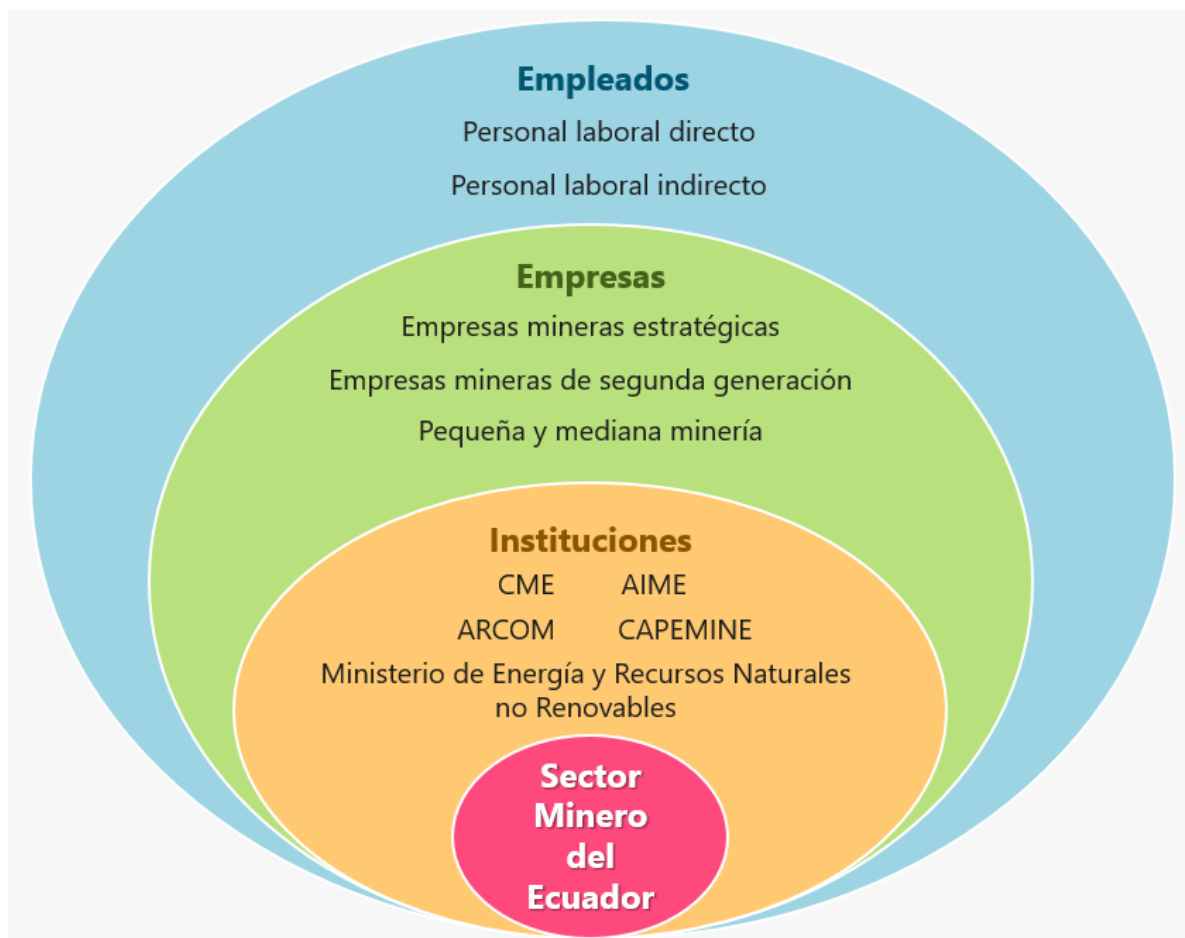 Empleados
Personal laboral directo
Personal laboral indirecto
Empresas
Empresas mineras estratégicas
Empresas mineras de segunda generación
Pequeña y mediana minería
Instituciones
CME AIME
ARCOM CAPEMINE
Ministerio de Energía y Recursos Naturales
no Renovables
Sector
Minero
del
Ecuador